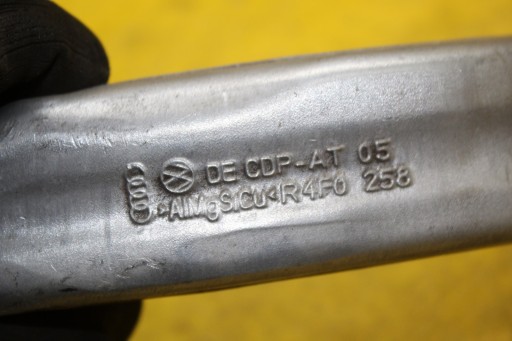 DE CDP-AT 05
>AlMgSiCu<R4F0 258